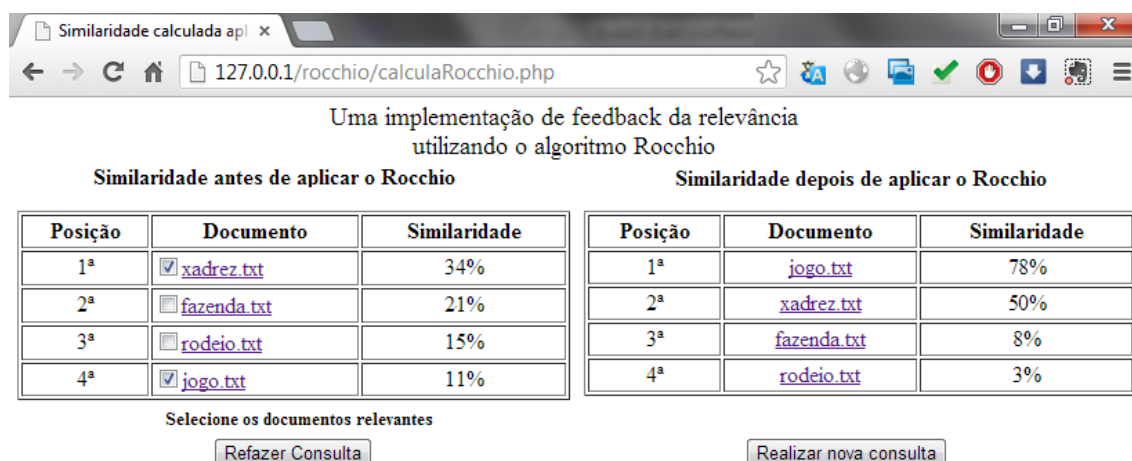 Similaridade calculada apl
127.0.0.1/rocchio/calculaRocchio.php
Uma implementação de feedback da relevância
utilizando o algoritmo Rocchio
Similaridade antes de aplicar o Rocchio
Posição Documento Similaridade
1ª xadrez.txt 34%
2ª fazenda.txt 21%
3ª rodeio.txt 15%
4ª jogo.txt 11%
Selecione os documentos relevantes
Refazer Consulta
Similaridade depois de aplicar o Rocchio
Posição Documento Similaridade
1ª jogo.txt 78%
2ª xadrez.txt 50%
3ª fazenda.txt 8%
4ª rodeio.txt 3%
Realizar nova consulta